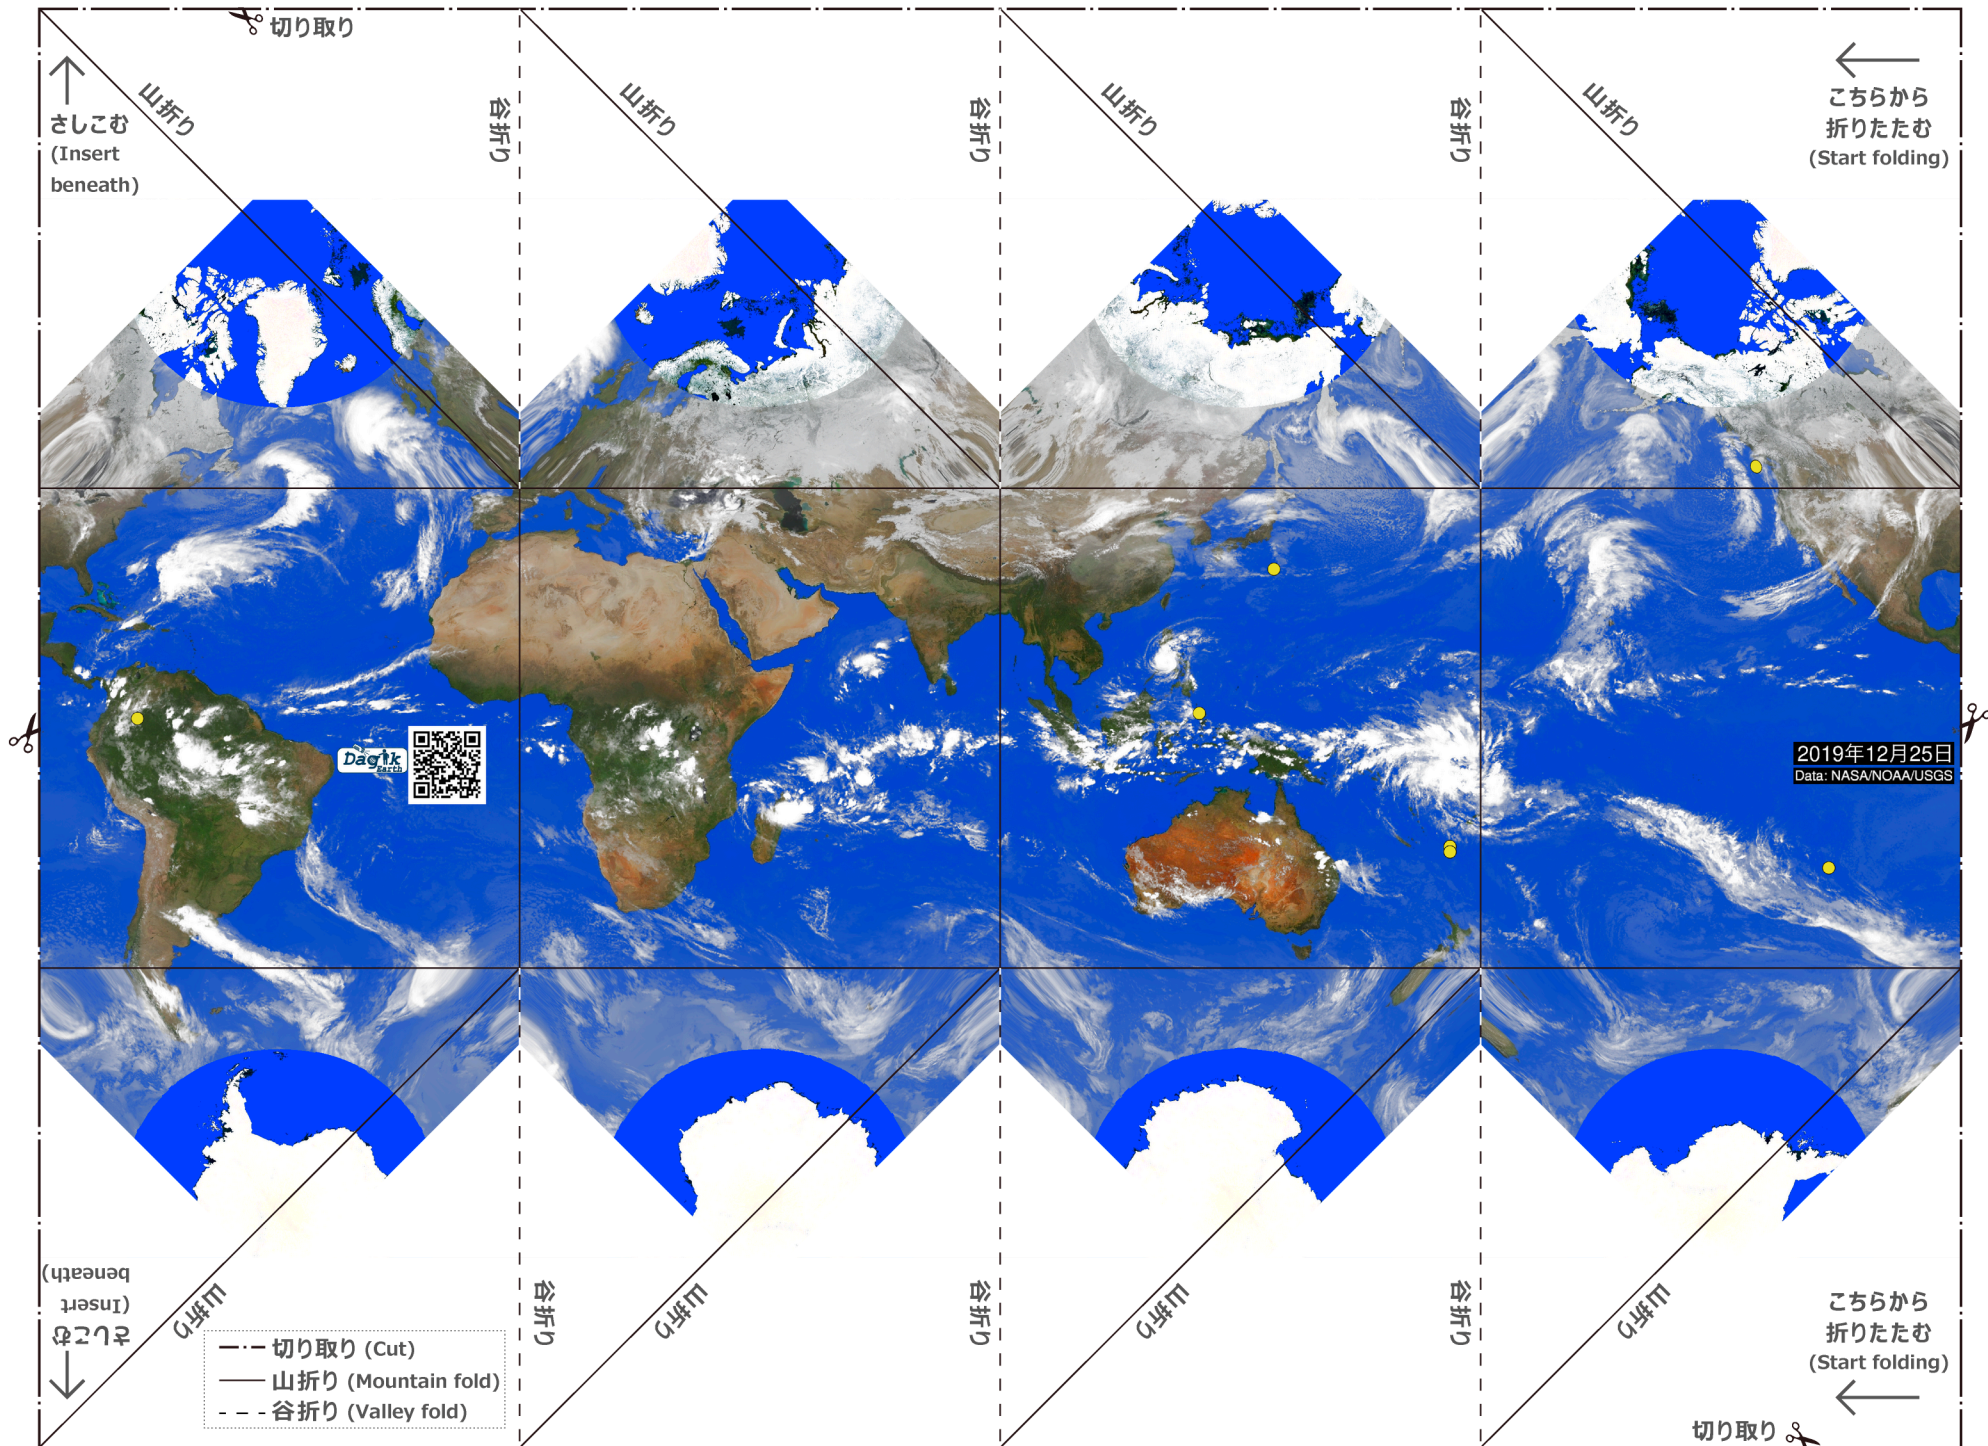 切り取り
山折り
谷折り
山折り
谷折り
山折り
谷折り
山折り
さしこむ
(Insert
beneath)
こちらから
折りたたむ
(Start folding)
Dagik
Earth
2019年12月25日
Data: NASA/NOAA/USGS
さしこむ
(Insert
beneath)
山折り
谷折り
山折り
谷折り
山折り
谷折り
山折り
こちらから
折りたたむ
(Start folding)
切り取り (Cut)
山折り (Mountain fold)
谷折り (Valley fold)
切り取り